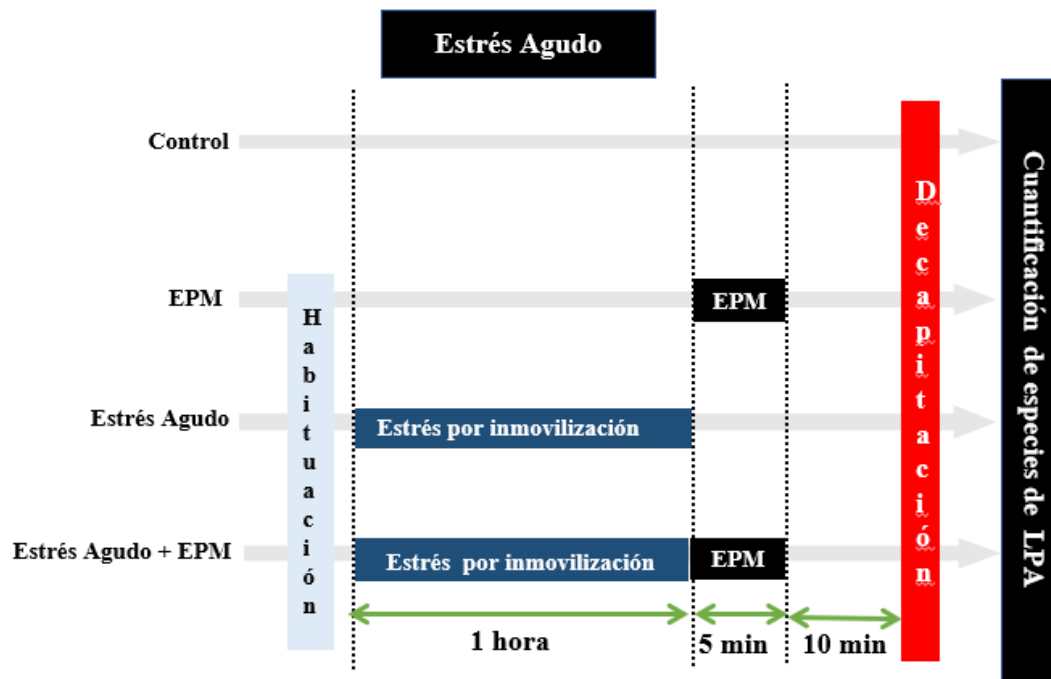 Estrés Agudo
Control
EPM
EPM
Estrés Agudo
Estrés por inmovilización
Estrés Agudo + EPM
Estrés por inmovilización
EPM
Habituación
Decapitación
Cuantificación de especies de LPA
1 hora
5 min
10 min